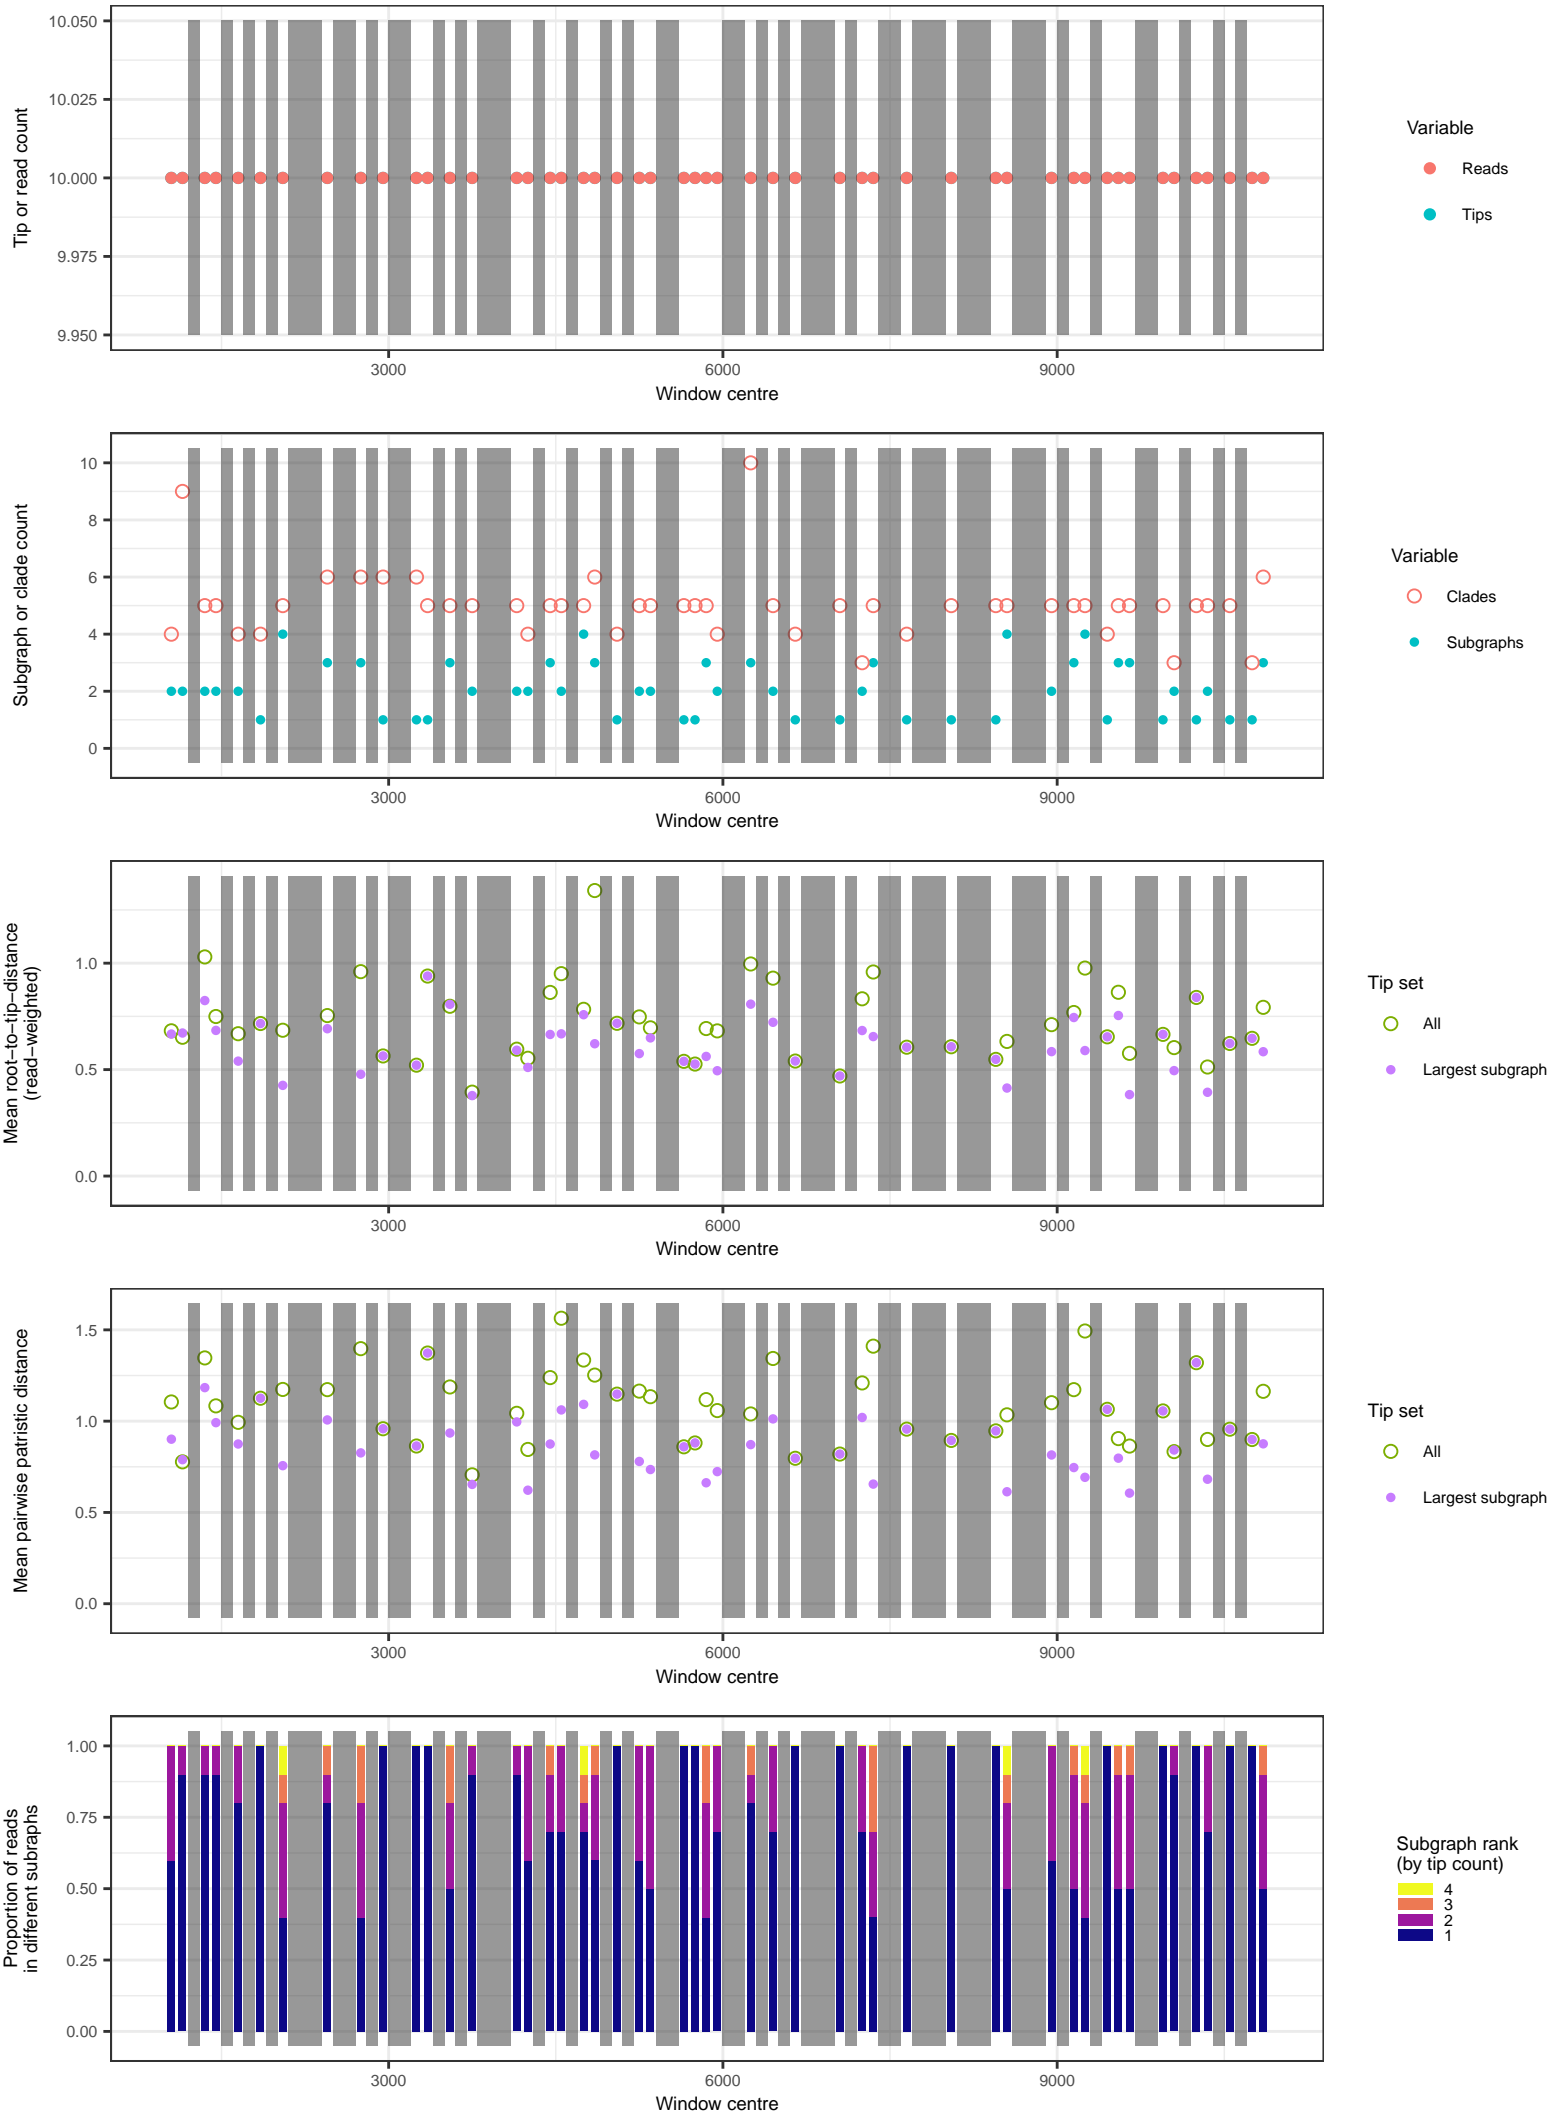 10.050
10.025
10.000
9.975
9.950
Tip or read count
3000
6000
9000
Window centre
Variable
Reads
Tips
10
8
6
4
2
0
Subgraph or clade count
3000
6000
9000
Window centre
Variable
Clades
Subgraphs
1.0
0.5
0.0
Mean root−to−tip−distance
(read−weighted)
3000
6000
9000
Window centre
Tip set
All
Largest subgraph
1.5
1.0
0.5
0.0
Mean pairwise patristic distance
3000
6000
9000
Window centre
Tip set
All
Largest subgraph
1.00
0.75
0.50
0.25
0.00
Proportion of reads
in different subraphs
3000
6000
9000
Window centre
Subgraph rank
(by tip count)
4
3
2
1